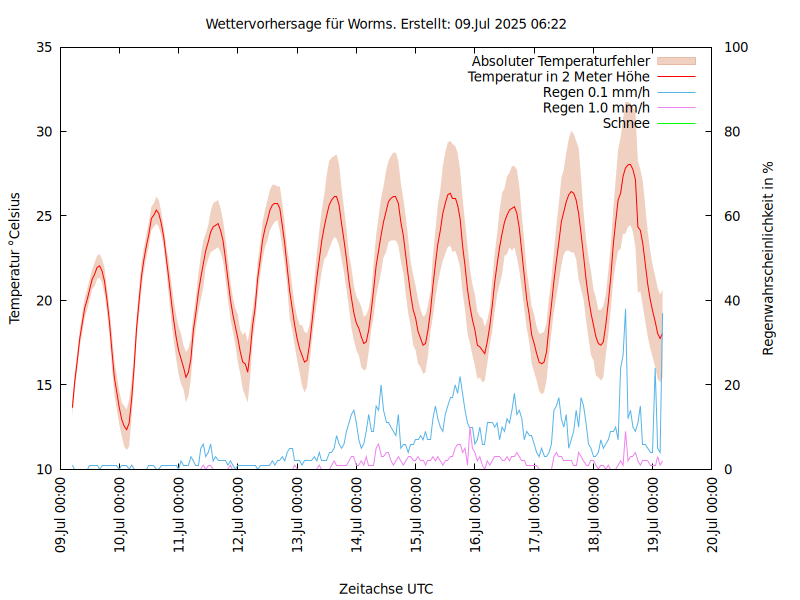 Wettervorhersage für Worms. Erstellt: 09.Jul 2025 06:22
35
30
25
20
15
10
100
80
60
40
20
0
Absoluter Temperaturfehler
Temperatur in 2 Meter Höhe
Regen 0.1 mm/h
Regen 1.0 mm/h
Schnee
Temperatur °Celsius
Regenwahrscheinlichkeit in %
09.Jul 00:00
10.Jul 00:00
11.Jul 00:00
12.Jul 00:00
13.Jul 00:00
14.Jul 00:00
15.Jul 00:00
16.Jul 00:00
17.Jul 00:00
18.Jul 00:00
19.Jul 00:00
20.Jul 00:00
Zeitachse UTC